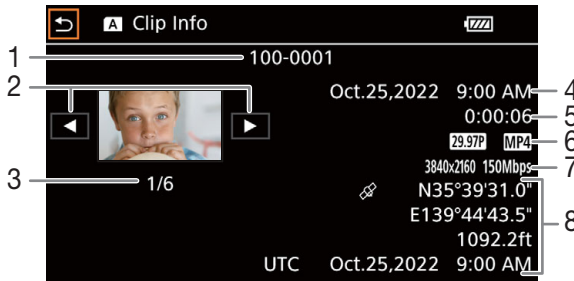 A Clip Info
1 100-0001
2
Oct.25,2022 9:00 AM 4
0:00:06 5
29.97P MP4 6
3840x2160 150Mbps 7
3 1/6
N35°39'31.0"
E139°44'43.5" 8
1092.2ft
UTC Oct.25,2022 9:00 AM